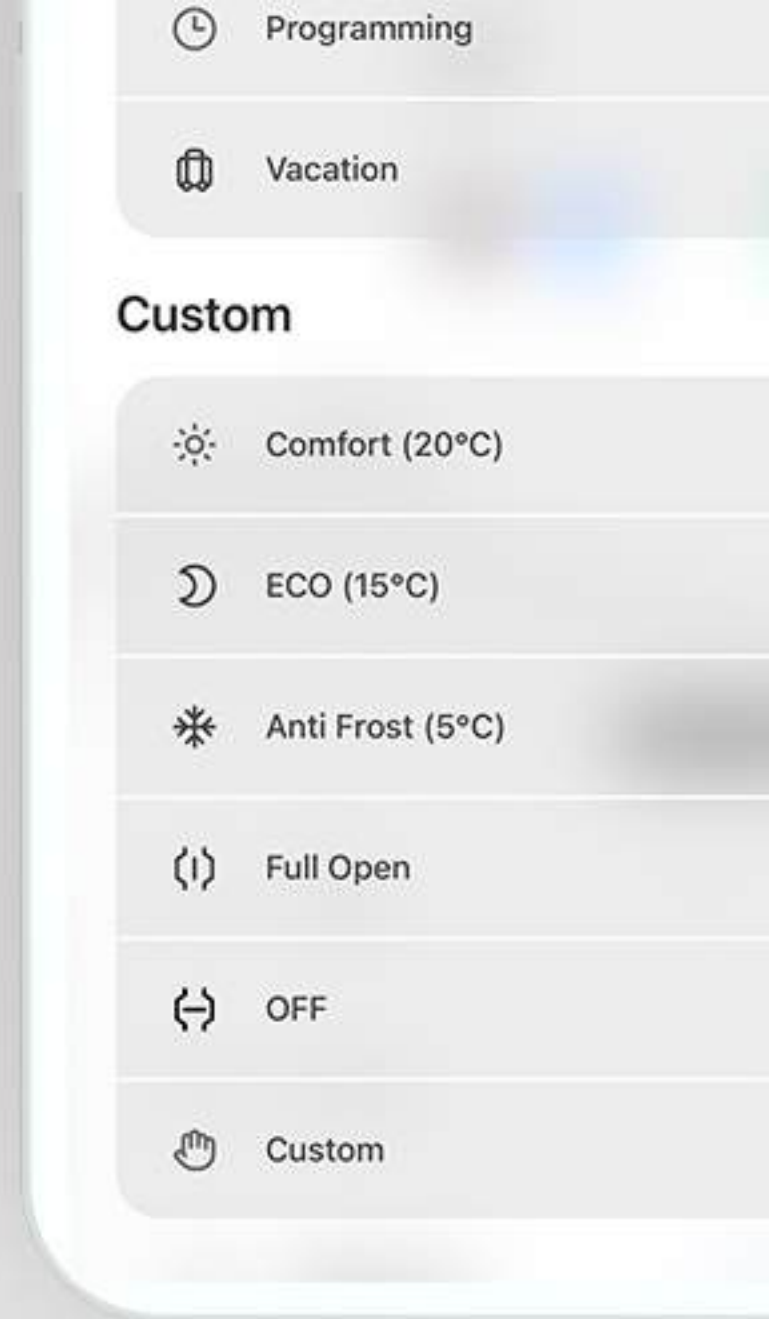 Programming
Vacation
Custom
Comfort (20°C)
ECO (15°C)
Anti Frost (5°C)
Full Open
OFF
Custom